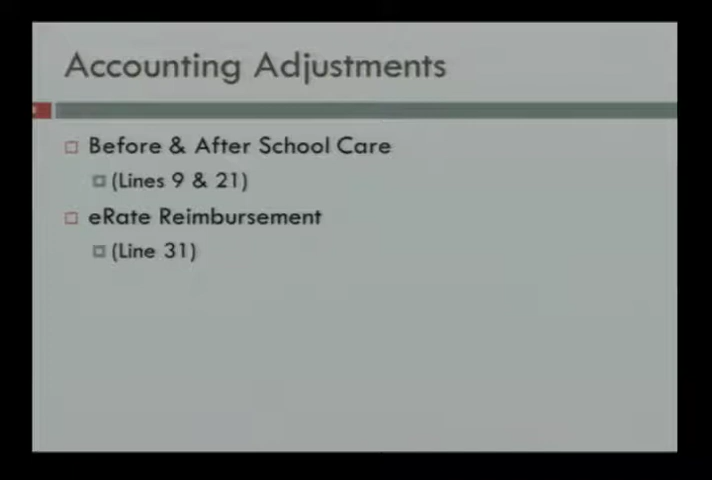 Accounting Adjustments
Before & After School Care
(Lines 9 & 21)
eRate Reimbursement
(Line 31)